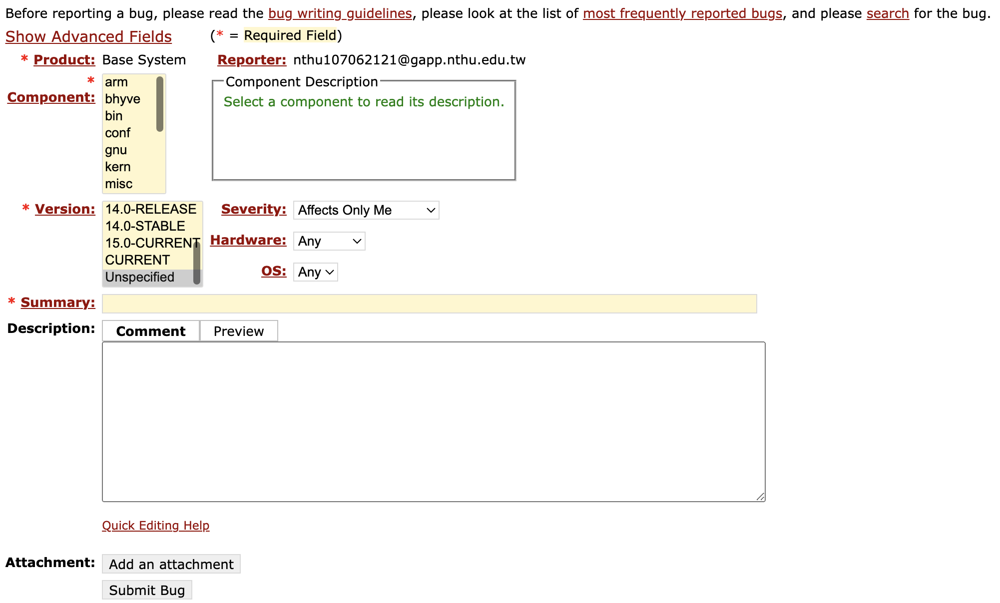 Before reporting a bug, please read the bug writing guidelines, please look at the list of most frequently reported bugs, and please search for the bug.
Show Advanced Fields (* = Required Field)
* Product: Base System Reporter: nthu107062121@gapp.nthu.edu.tw
* Component:
arm
bhyve
bin
conf
gnu
kern
misc
Component Description
Select a component to read its description.
* Version:
14.0-RELEASE
14.0-STABLE
15.0-CURRENT
CURRENT
Unspecified
Severity: Affects Only Me
Hardware: Any
OS: Any
* Summary:
Description: Comment Preview
Quick Editing Help
Attachment: Add an attachment
Submit Bug